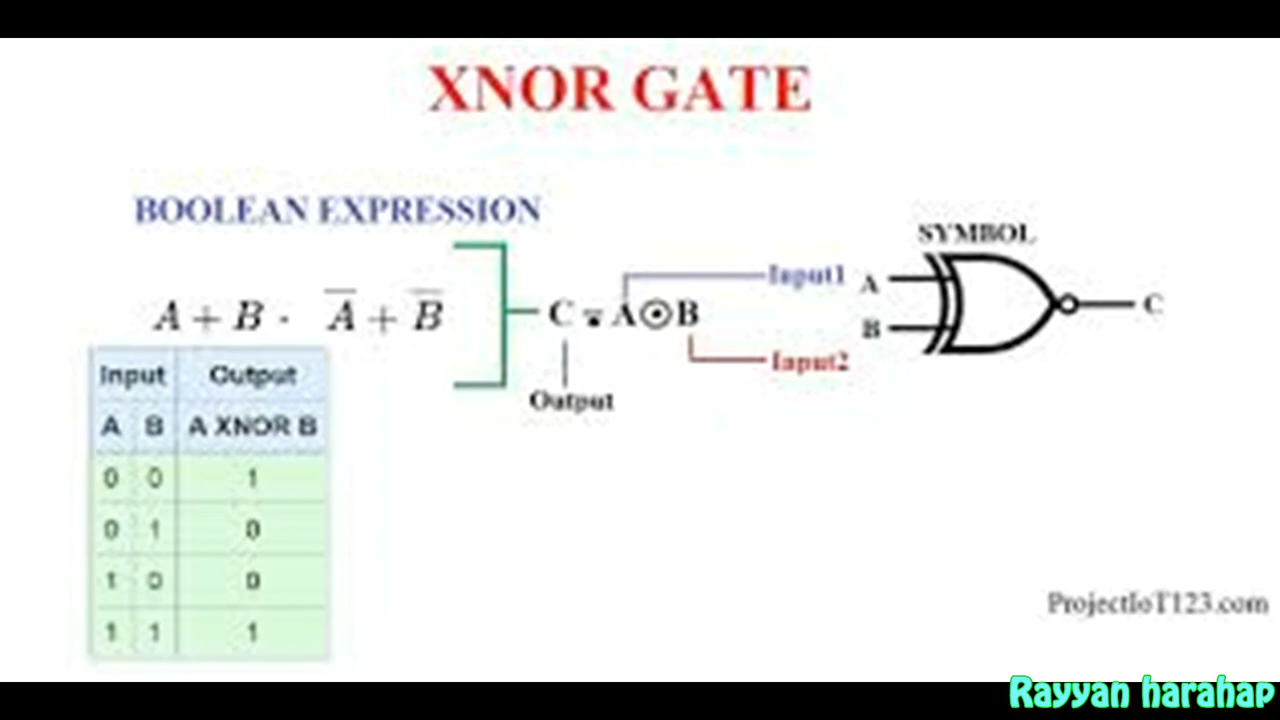 XNOR GATE
BOOLEAN EXPRESSION
SYMBOL
A + B · A̅ + B̅
C = A⊙B
Input1
Input2
Output
A
B
C
Input Output
A B A XNOR B
0 0 1
0 1 0
1 0 0
1 1 1
ProjectIoT123.com
Rayyan harahap